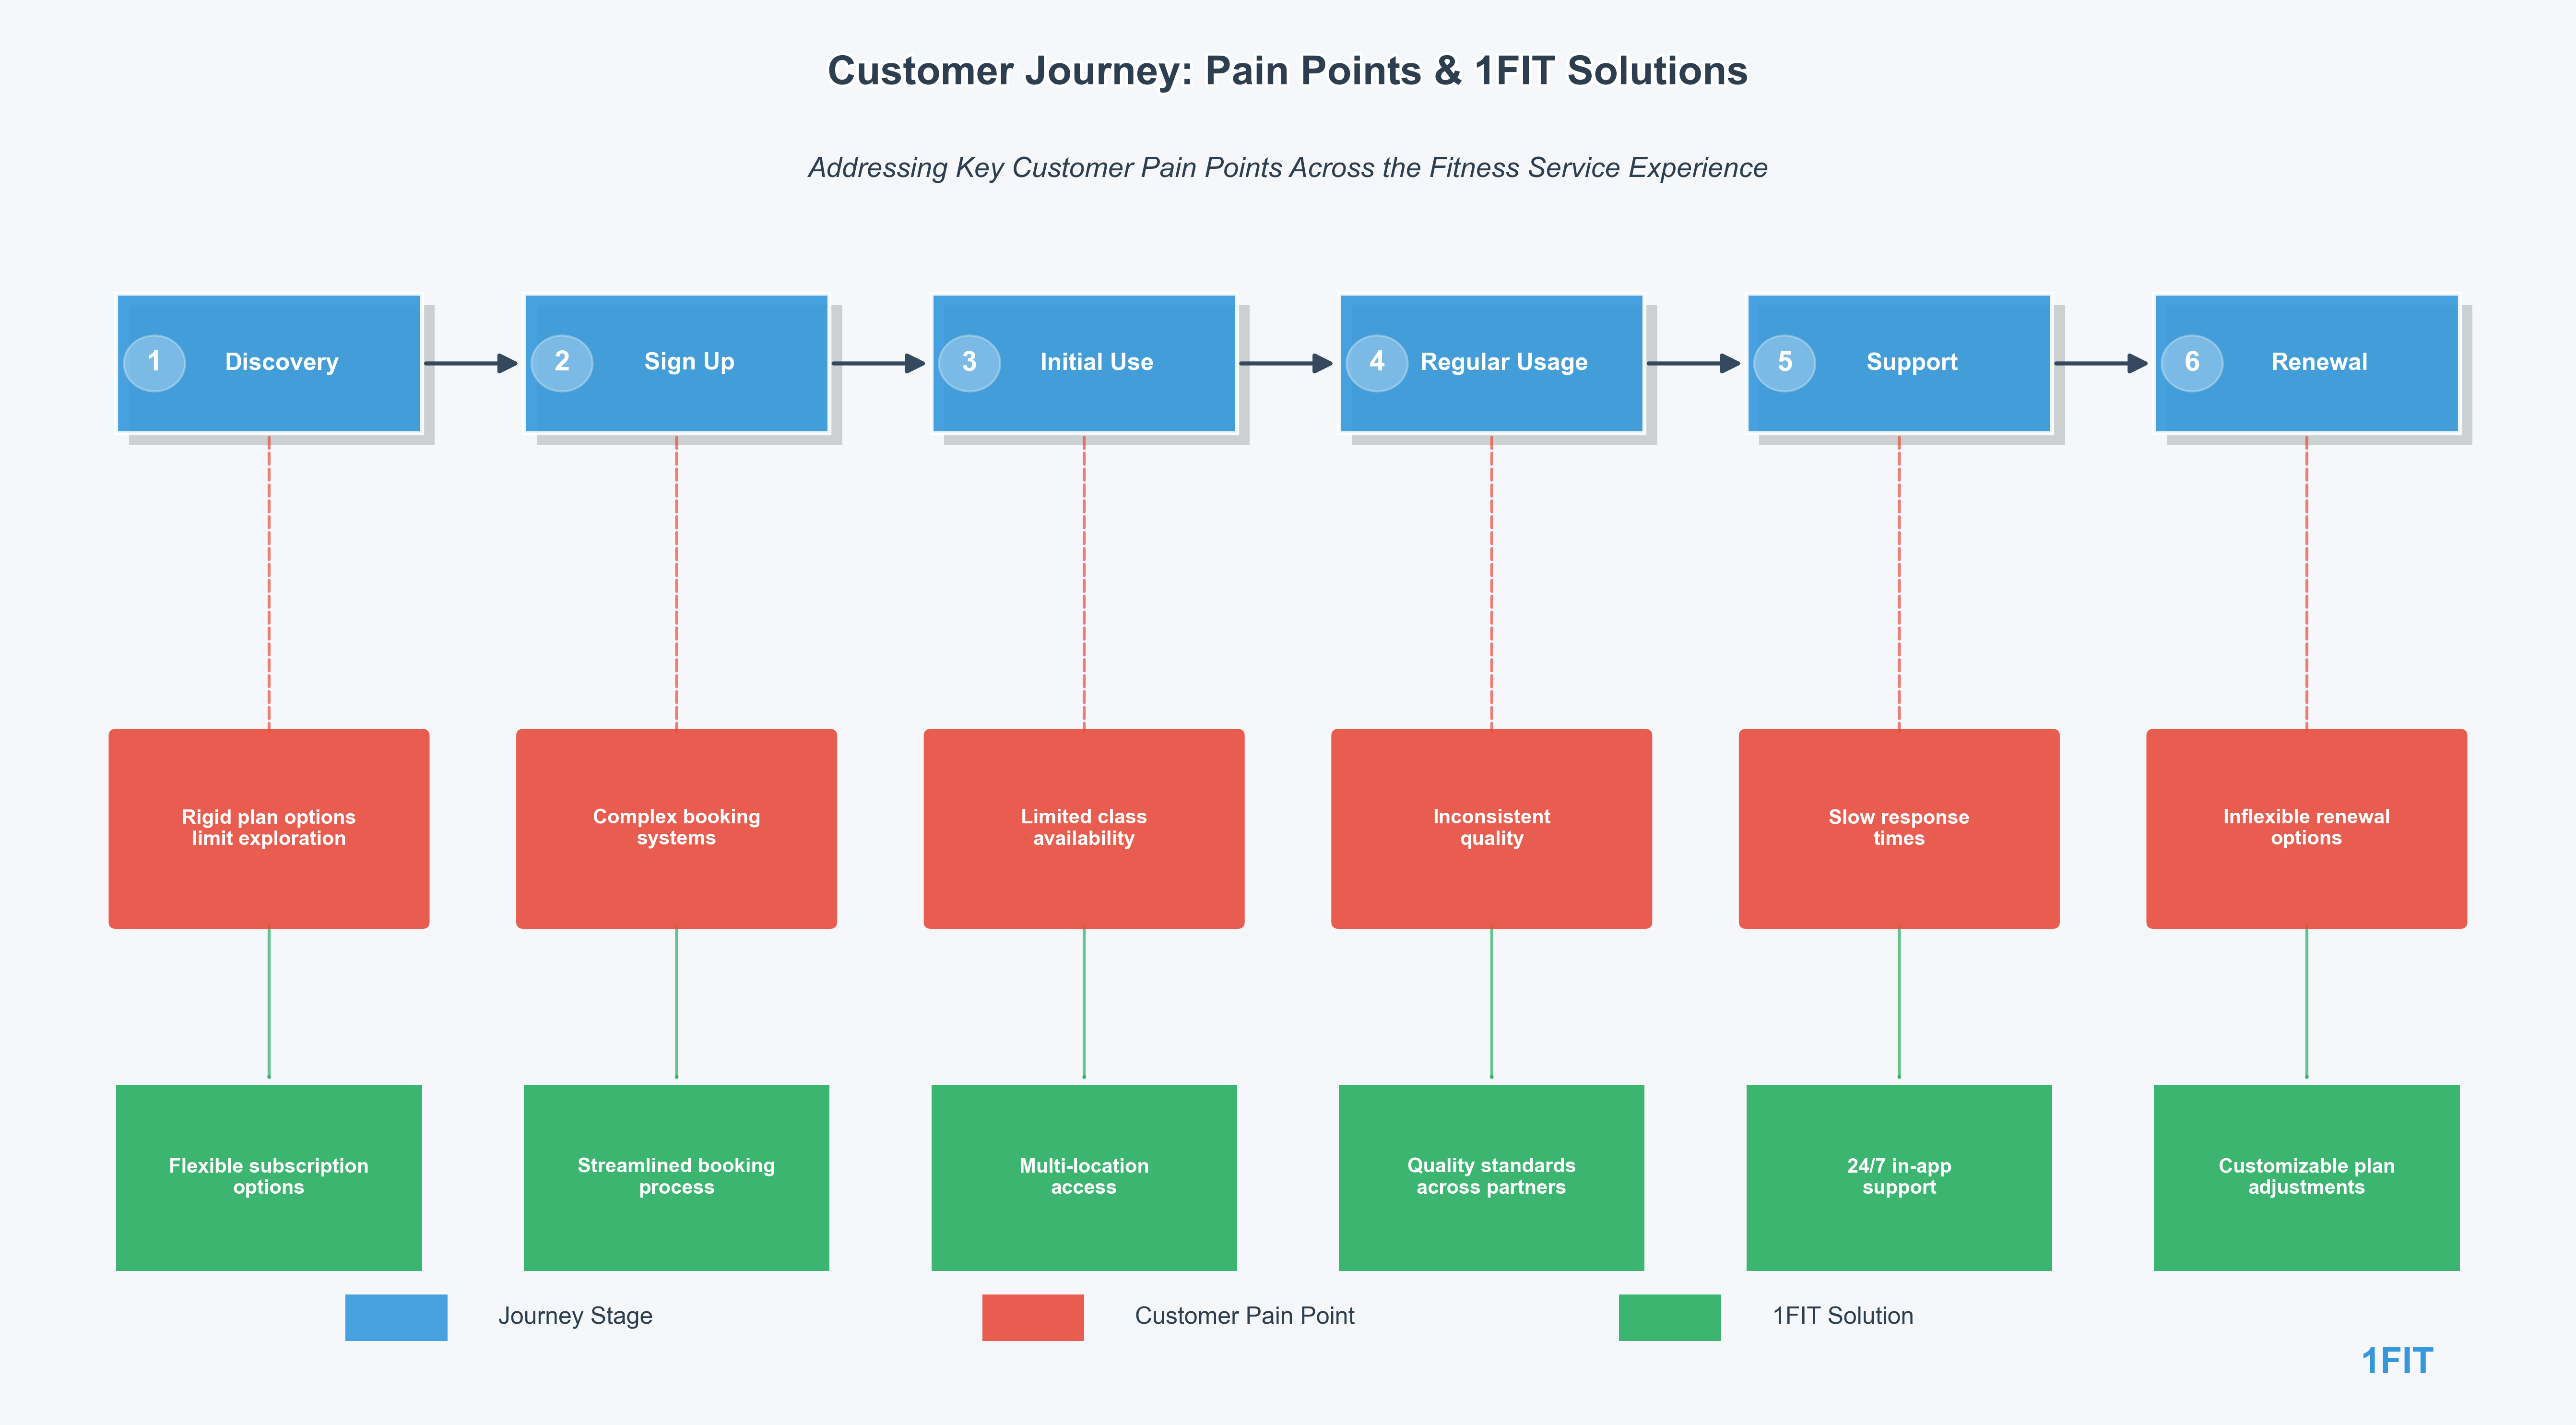 Customer Journey: Pain Points & 1FIT Solutions
Addressing Key Customer Pain Points Across the Fitness Service Experience
1
Discovery
2
Sign Up
3
Initial Use
4
Regular Usage
5
Support
6
Renewal
Rigid plan options
limit exploration
Complex booking
systems
Limited class
availability
Inconsistent
quality
Slow response
times
Inflexible renewal
options
Flexible subscription
options
Streamlined booking
process
Multi-location
access
Quality standards
across partners
24/7 in-app
support
Customizable plan
adjustments
Journey Stage
Customer Pain Point
1FIT Solution
1FIT